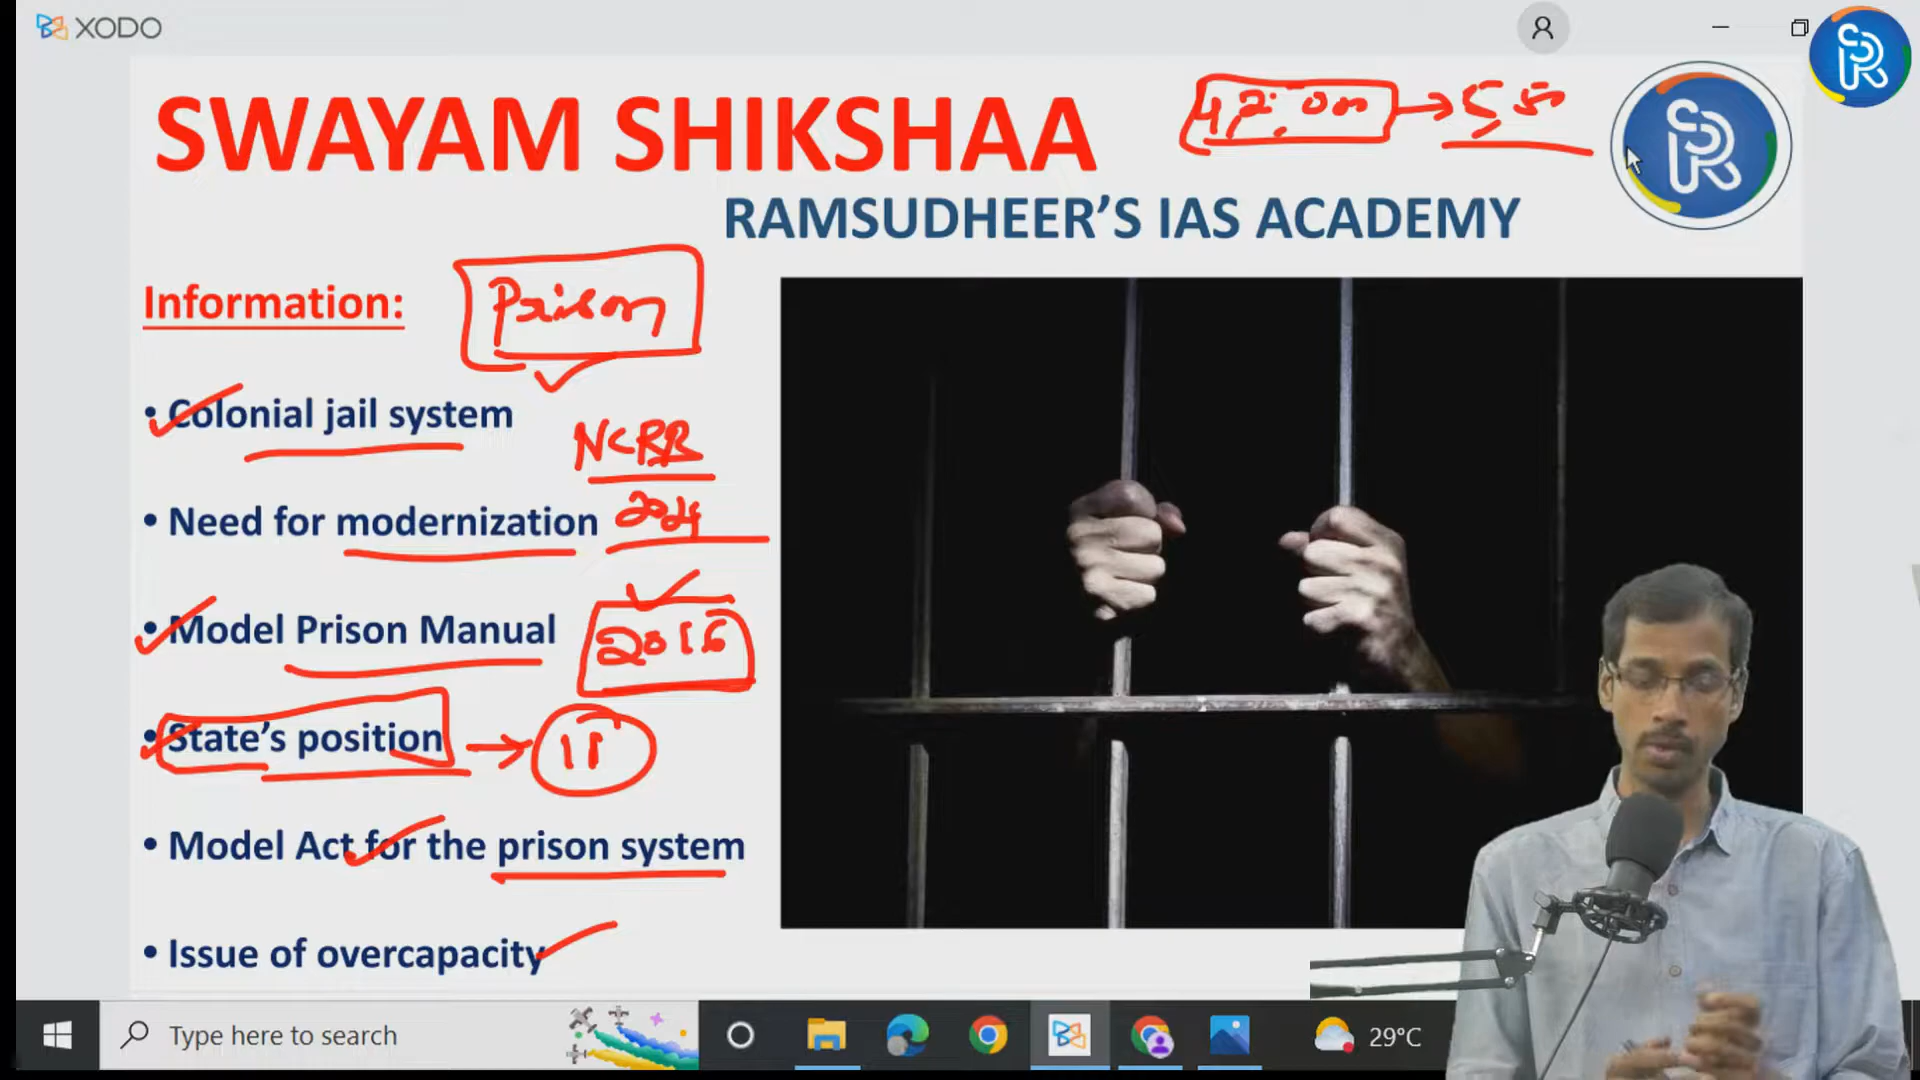 XODO
SWAYAM SHIKSHAA
RAMSUDHEER'S IAS ACADEMY
Information:
Prison
• Colonial jail system
NCRB
• Need for modernization
• Model Prison Manual
2016
• State's position
• Model Act for the prison system
• Issue of overcapacity
Type here to search
29°C